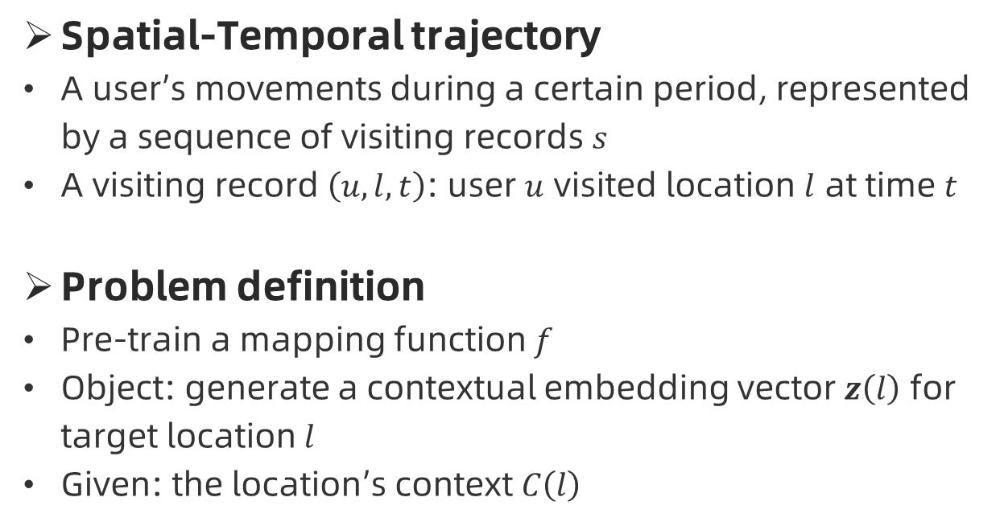 ➢ Spatial-Temporal trajectory
• A user’s movements during a certain period, represented
by a sequence of visiting records s
• A visiting record (u, l, t): user u visited location l at time t
➢ Problem definition
• Pre-train a mapping function f
• Object: generate a contextual embedding vector z(l) for
target location l
• Given: the location’s context C(l)